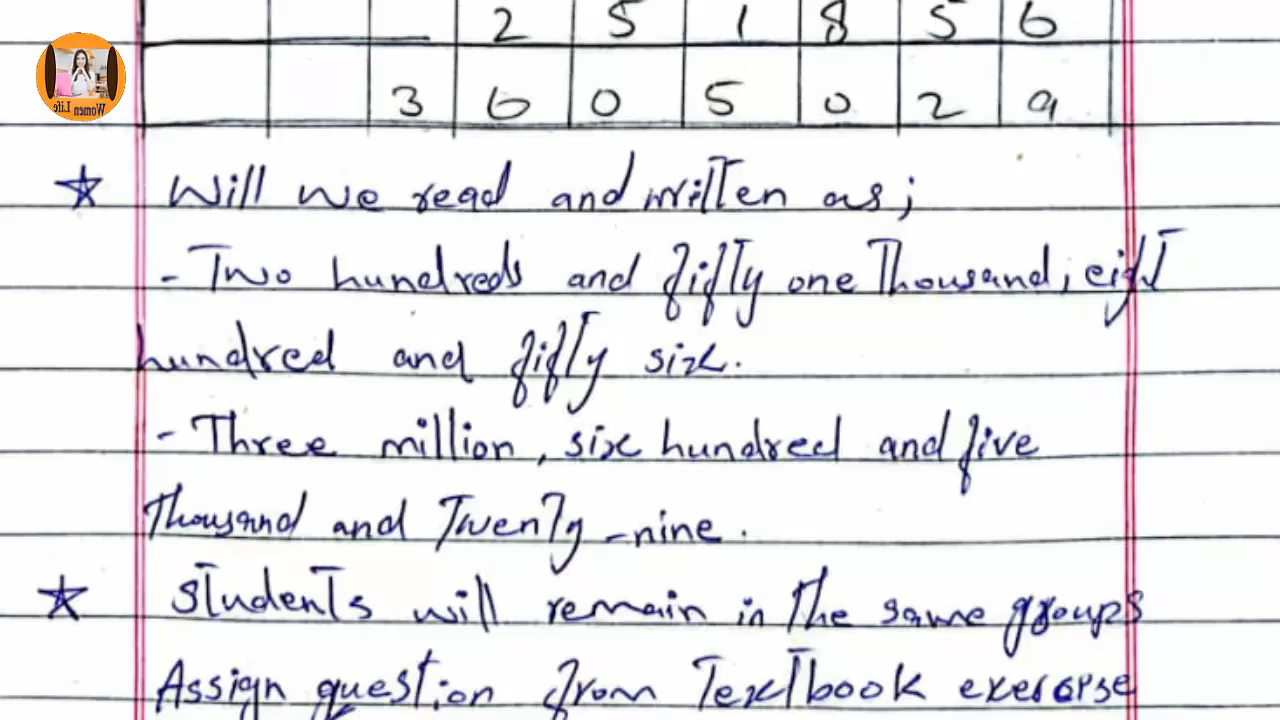 2 5 1 8 5 6
3 6 0 5 0 2 9
Women Life
Will we read and written as;
- Two hundreds and fifty one Thousand, eight
hundred and fifty six.
- Three million, six hundred and five
Thousand and Twenty-nine.
Students will remain in the same groups
Assign question from Textbook exercise